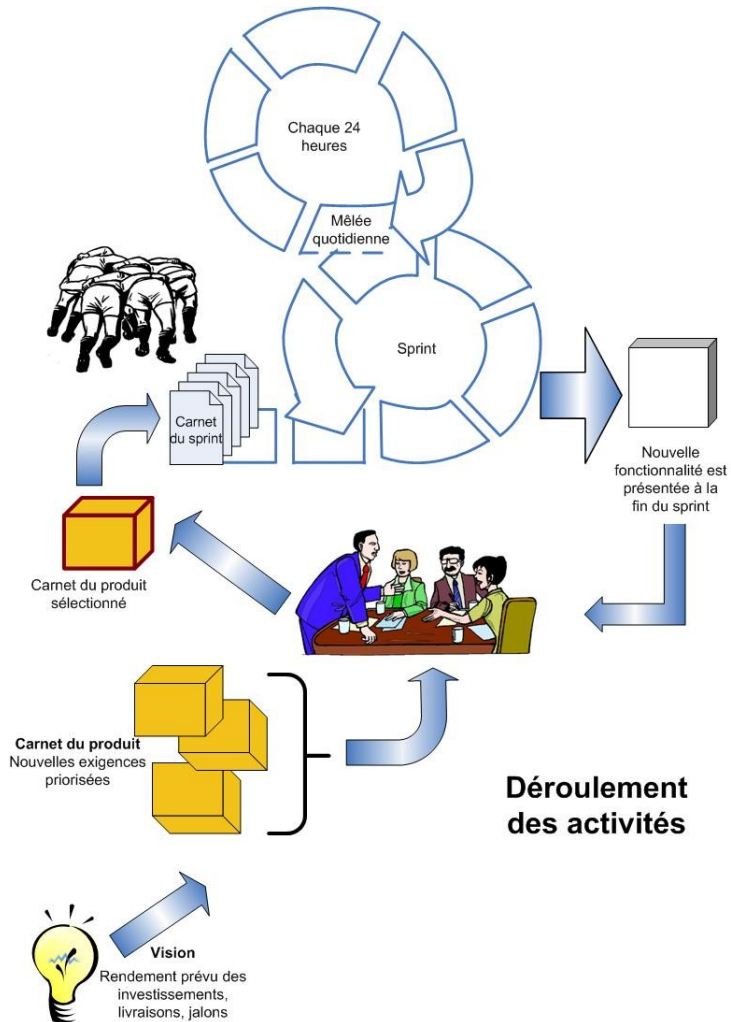 Chaque 24
heures
Mêlée
quotidienne
Sprint
Carnet
du sprint
Nouvelle
fonctionnalité est
présentée à la
fin du sprint
Carnet du produit
sélectionné
Carnet du produit
Nouvelles exigences
priorisées
Déroulement
des activités
Vision
Rendement prévu des
investissements,
livraisons, jalons